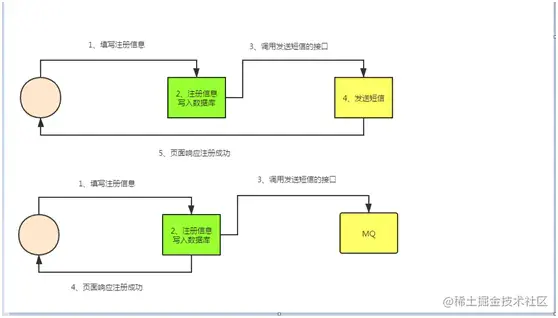 1、填写注册信息
3、调用发送短信的接口
2、注册信息
写入数据库
4、发送短信
5、页面响应注册成功
1、填写注册信息
3、调用发送短信的接口
2、注册信息
写入数据库
MQ
4、页面响应注册成功
@稀土掘金技术社区